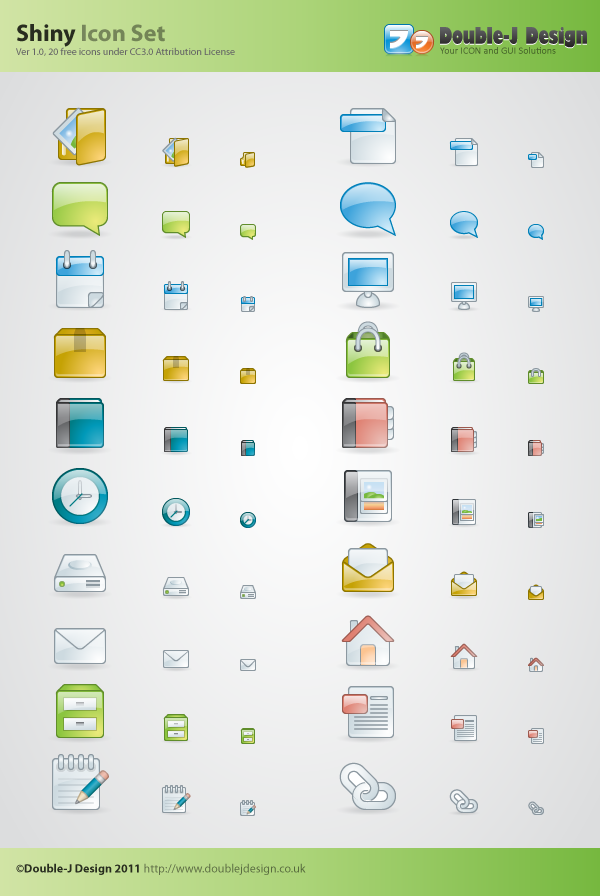 Shiny Icon Set
Ver 1.0, 20 free icons under CC3.0 Attribution License
Double-J Design
Your ICON and GUI Solutions
©Double-J Design 2011 http://www.doublejdesign.co.uk